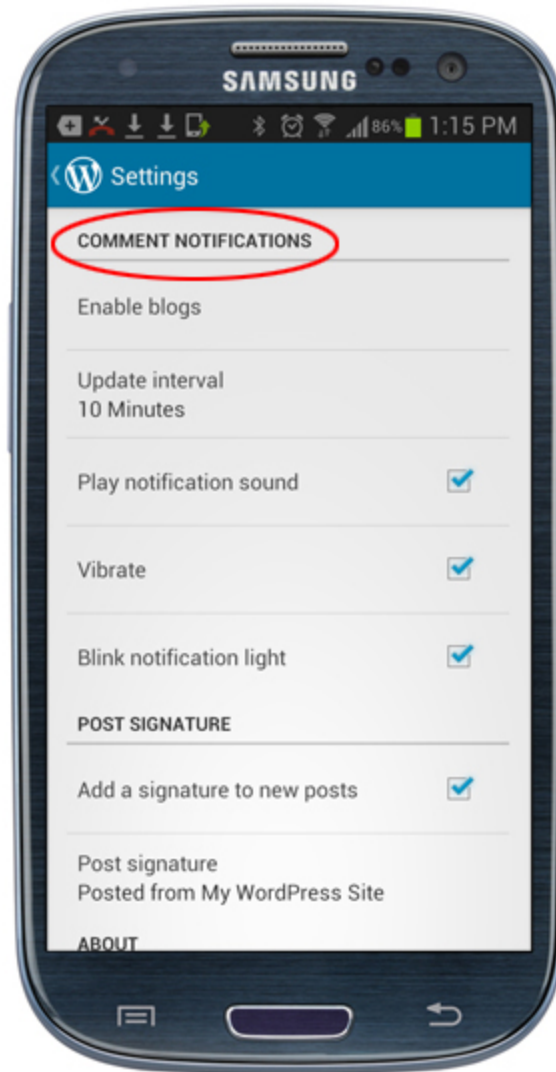 SAMSUNG
86% 1:15 PM
Settings
COMMENT NOTIFICATIONS
Enable blogs
Update interval
10 Minutes
Play notification sound
Vibrate
Blink notification light
POST SIGNATURE
Add a signature to new posts
Post signature
Posted from My WordPress Site
ABOUT